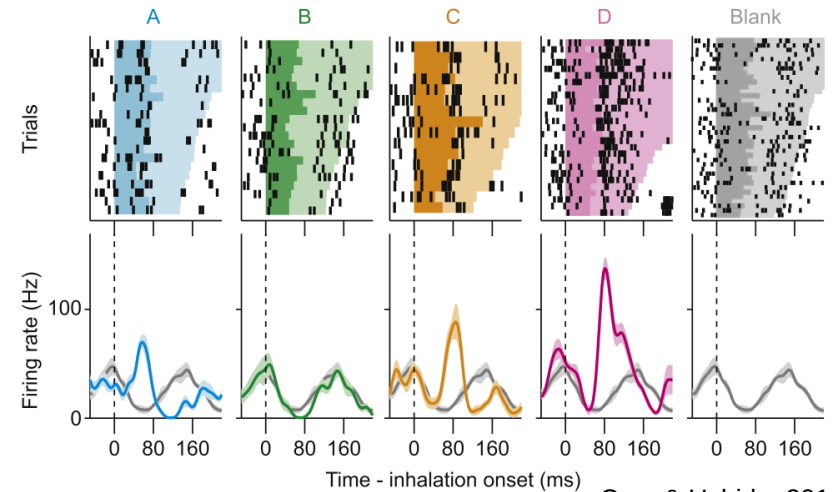 A B C D Blank
Trials
Firing rate (Hz)
100
0
0 80 160 0 80 160 0 80 160 0 80 160 0 80 160
Time - inhalation onset (ms)